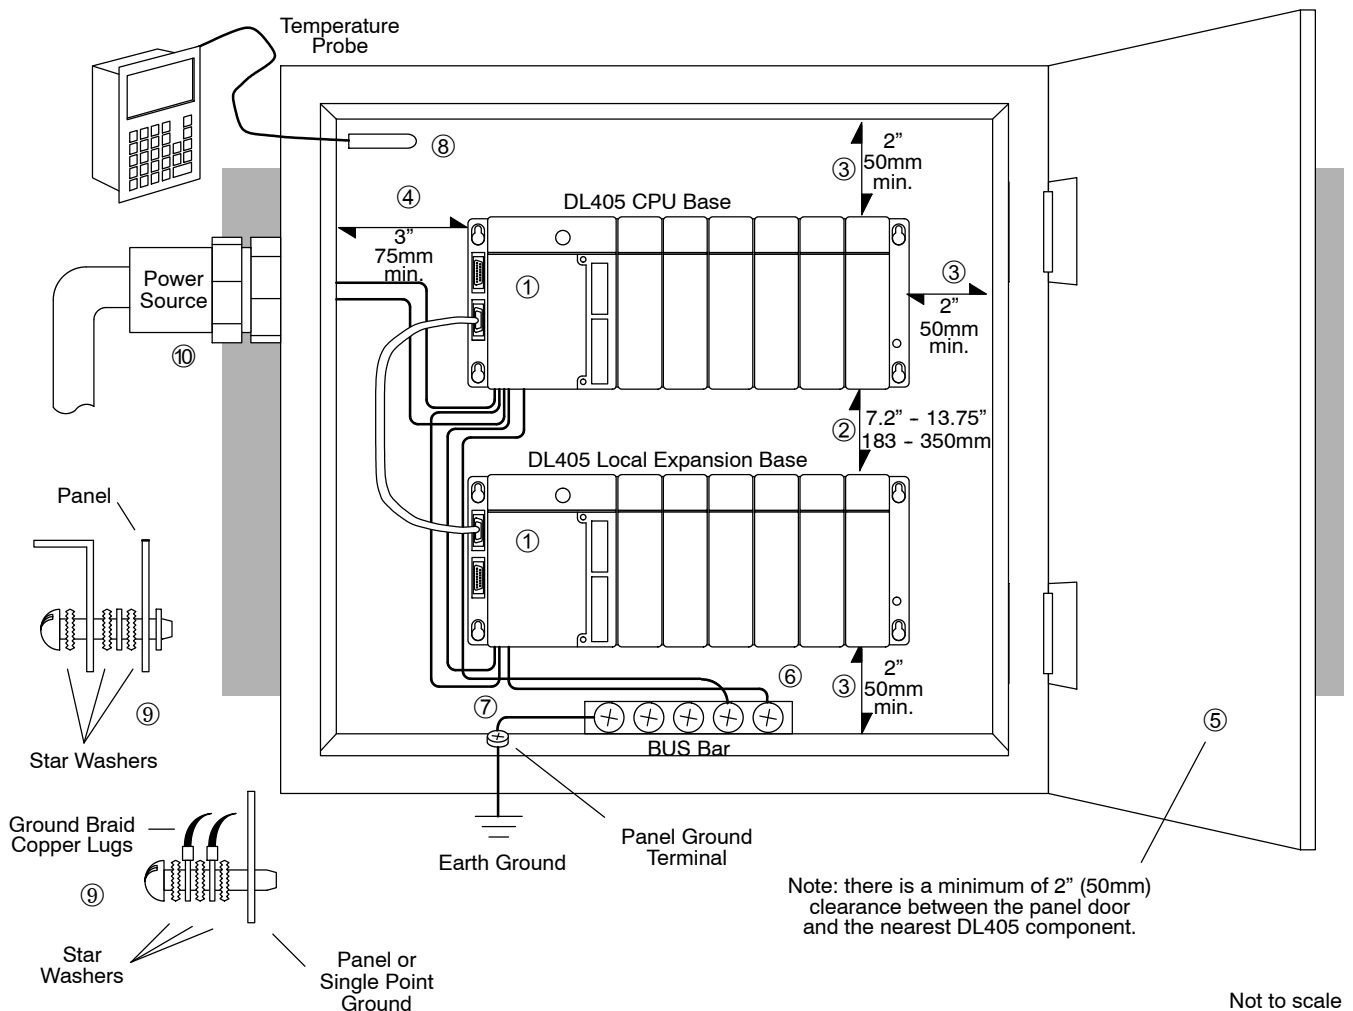 Temperature
Probe
⑧
③
2”
50mm
min.
④
DL405 CPU Base
3”
75mm
min.
Power
Source
⑩
①
③
2”
50mm
min.
②
7.2” - 13.75”
183 - 350mm
DL405 Local Expansion Base
①
Panel
Star Washers
⑨
⑥
③
2”
50mm
min.
⑦
BUS Bar
⑤
Ground Braid
Copper Lugs
⑨
Star
Washers
Earth Ground
Panel Ground
Terminal
Panel or
Single Point
Ground
Note: there is a minimum of 2” (50mm)
clearance between the panel door
and the nearest DL405 component.
Not to scale